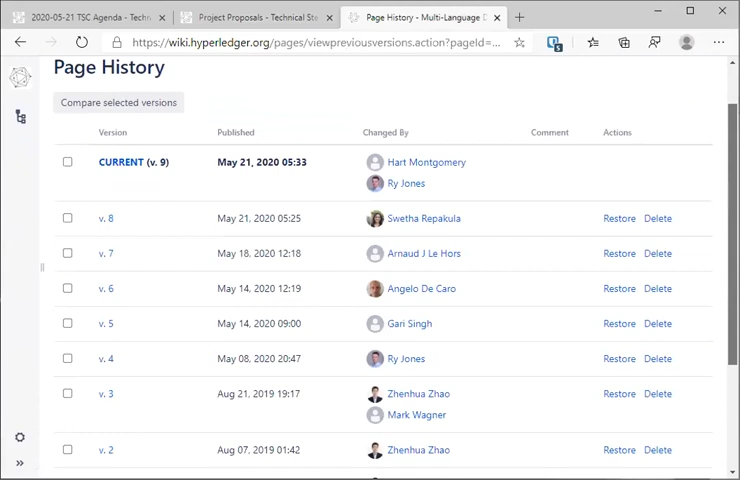 2020-05-21 TSC Agenda - Techni
Project Proposals - Technical Ste
Page History - Multi-Language D
https://wiki.hyperledger.org/pages/viewpreviousversions.action?pageId=...
Page History
Compare selected versions
Version Published Changed By Comment Actions
CURRENT (v. 9) May 21, 2020 05:33 Hart Montgomery
Ry Jones
v. 8 May 21, 2020 05:25 Swetha Repakula Restore Delete
v. 7 May 18, 2020 12:18 Arnaud J Le Hors Restore Delete
v. 6 May 14, 2020 12:19 Angelo De Caro Restore Delete
v. 5 May 14, 2020 09:00 Gari Singh Restore Delete
v. 4 May 08, 2020 20:47 Ry Jones Restore Delete
v. 3 Aug 21, 2019 19:17 Zhenhua Zhao Restore Delete
Mark Wagner
v. 2 Aug 07, 2019 01:42 Zhenhua Zhao Restore Delete